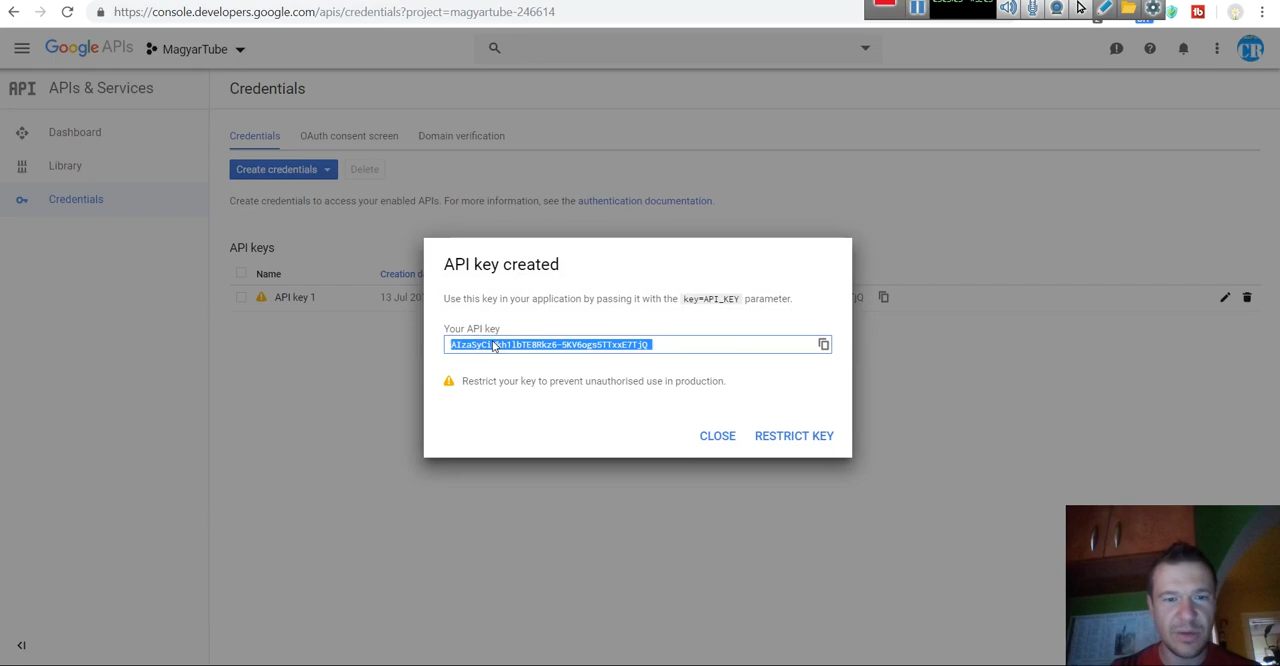 https://console.developers.google.com/apis/credentials?project=magyartube-246614
Google APIs
MagyarTube
CR
API
APIs & Services
Credentials
Dashboard
Library
Credentials
Credentials
OAuth consent screen
Domain verification
Create credentials
Delete
Create credentials to access your enabled APIs. For more information, see the authentication documentation.
API keys
Name
Creation
API key 1
13 Jul
API key created
Use this key in your application by passing it with the key=API_KEY parameter.
Your API key
Restrict your key to prevent unauthorised use in production.
CLOSE
RESTRICT KEY